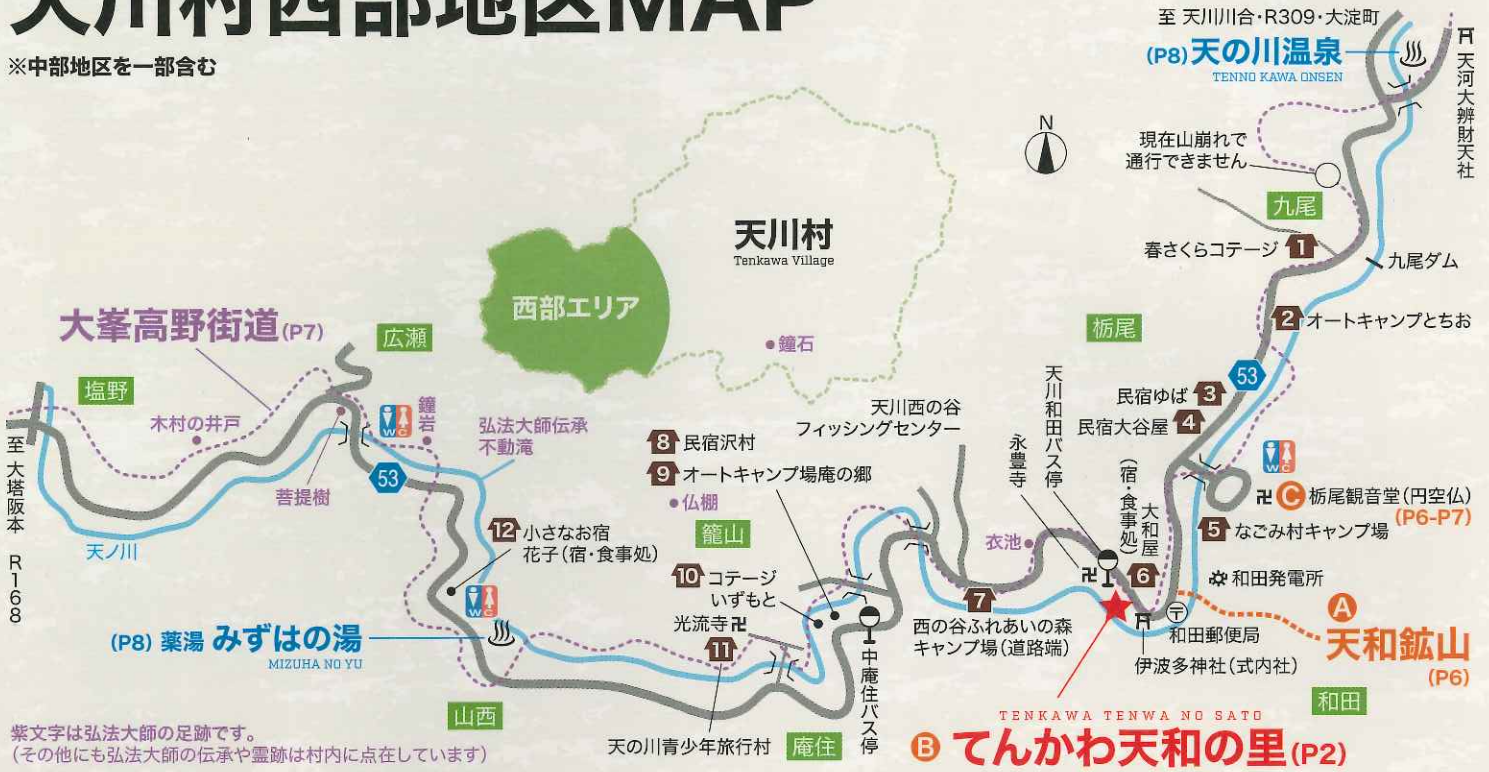 天川村西部地区MAP
※中部地区を一部含む
至 天川川合・R309・大淀町
(P8)天の川温泉
TENNO KAWA ONSEN
天河大辨財天社
N
現在山崩れで
通行できません
九尾
天川村
Tenkawa Village
1
春さくらコテージ
九尾ダム
西部エリア
大峯高野街道(P7)
広瀬
鐘石
栃尾
2
オートキャンプとちお
塩野
53
民宿ゆば
3
天川和田バス停
天川西の谷
フィッシングセンター
民宿大谷屋
4
木村の井戸
WC
鐘岩
弘法大師伝承
不動滝
8
民宿沢村
永豊寺
大和屋
(宿・食事処)
WC
9
オートキャンプ場庵の郷
53
至 大塔阪本 R168
菩提樹
仏棚
C
栃尾観音堂(円空仏)
(P6-P7)
12
小さなお宿
花子(宿・食事処)
籠山
衣池
5
なごみ村キャンプ場
天ノ川
10
コテージ
いずもと
6
和田発電所
WC
7
A
天和鉱山
(P6)
光流寺
西の谷ふれあいの森
キャンプ場(道路端)
和田郵便局
(P8) 薬湯 みずはの湯
MIZUHA NO YU
11
中庵住バス停
伊波多神社(式内社)
和田
山西
TENKAWA TENWA NO SATO
紫文字は弘法大師の足跡です。
(その他にも弘法大師の伝承や霊跡は村内に点在しています)
天の川青少年旅行村
庵住
B
てんかわ天和の里(P2)